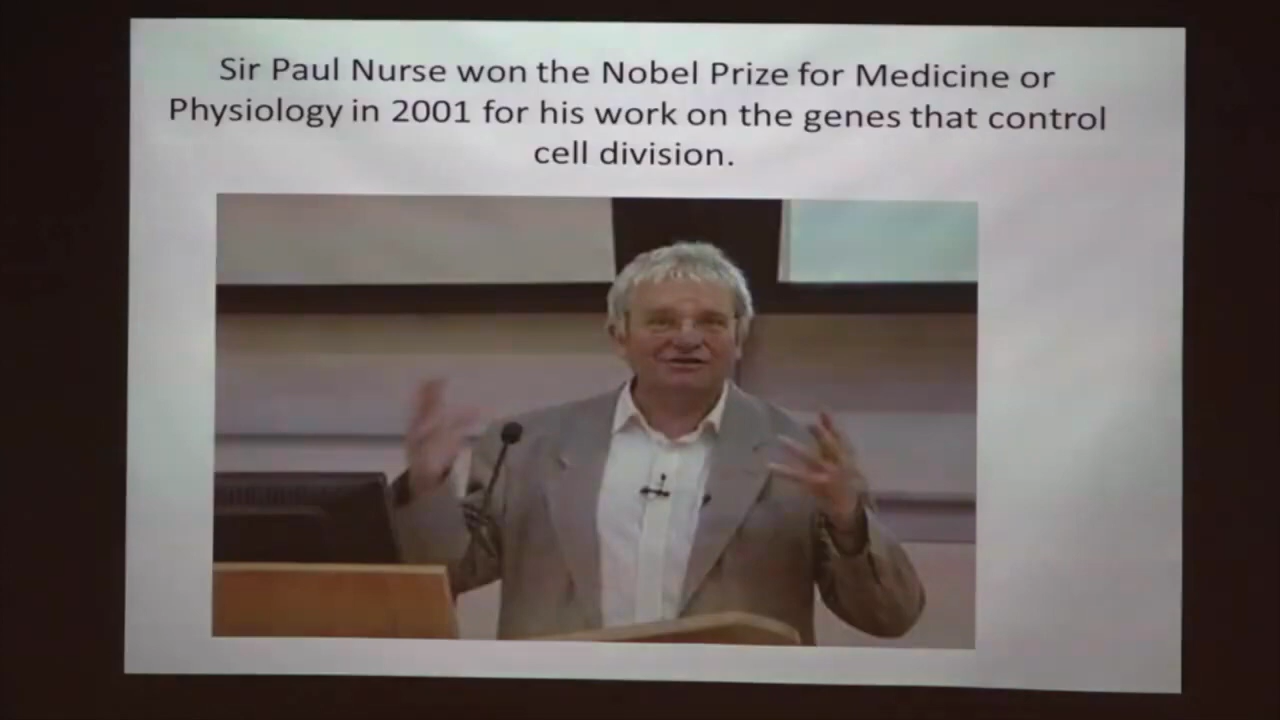 Sir Paul Nurse won the Nobel Prize for Medicine or
Physiology in 2001 for his work on the genes that control
cell division.